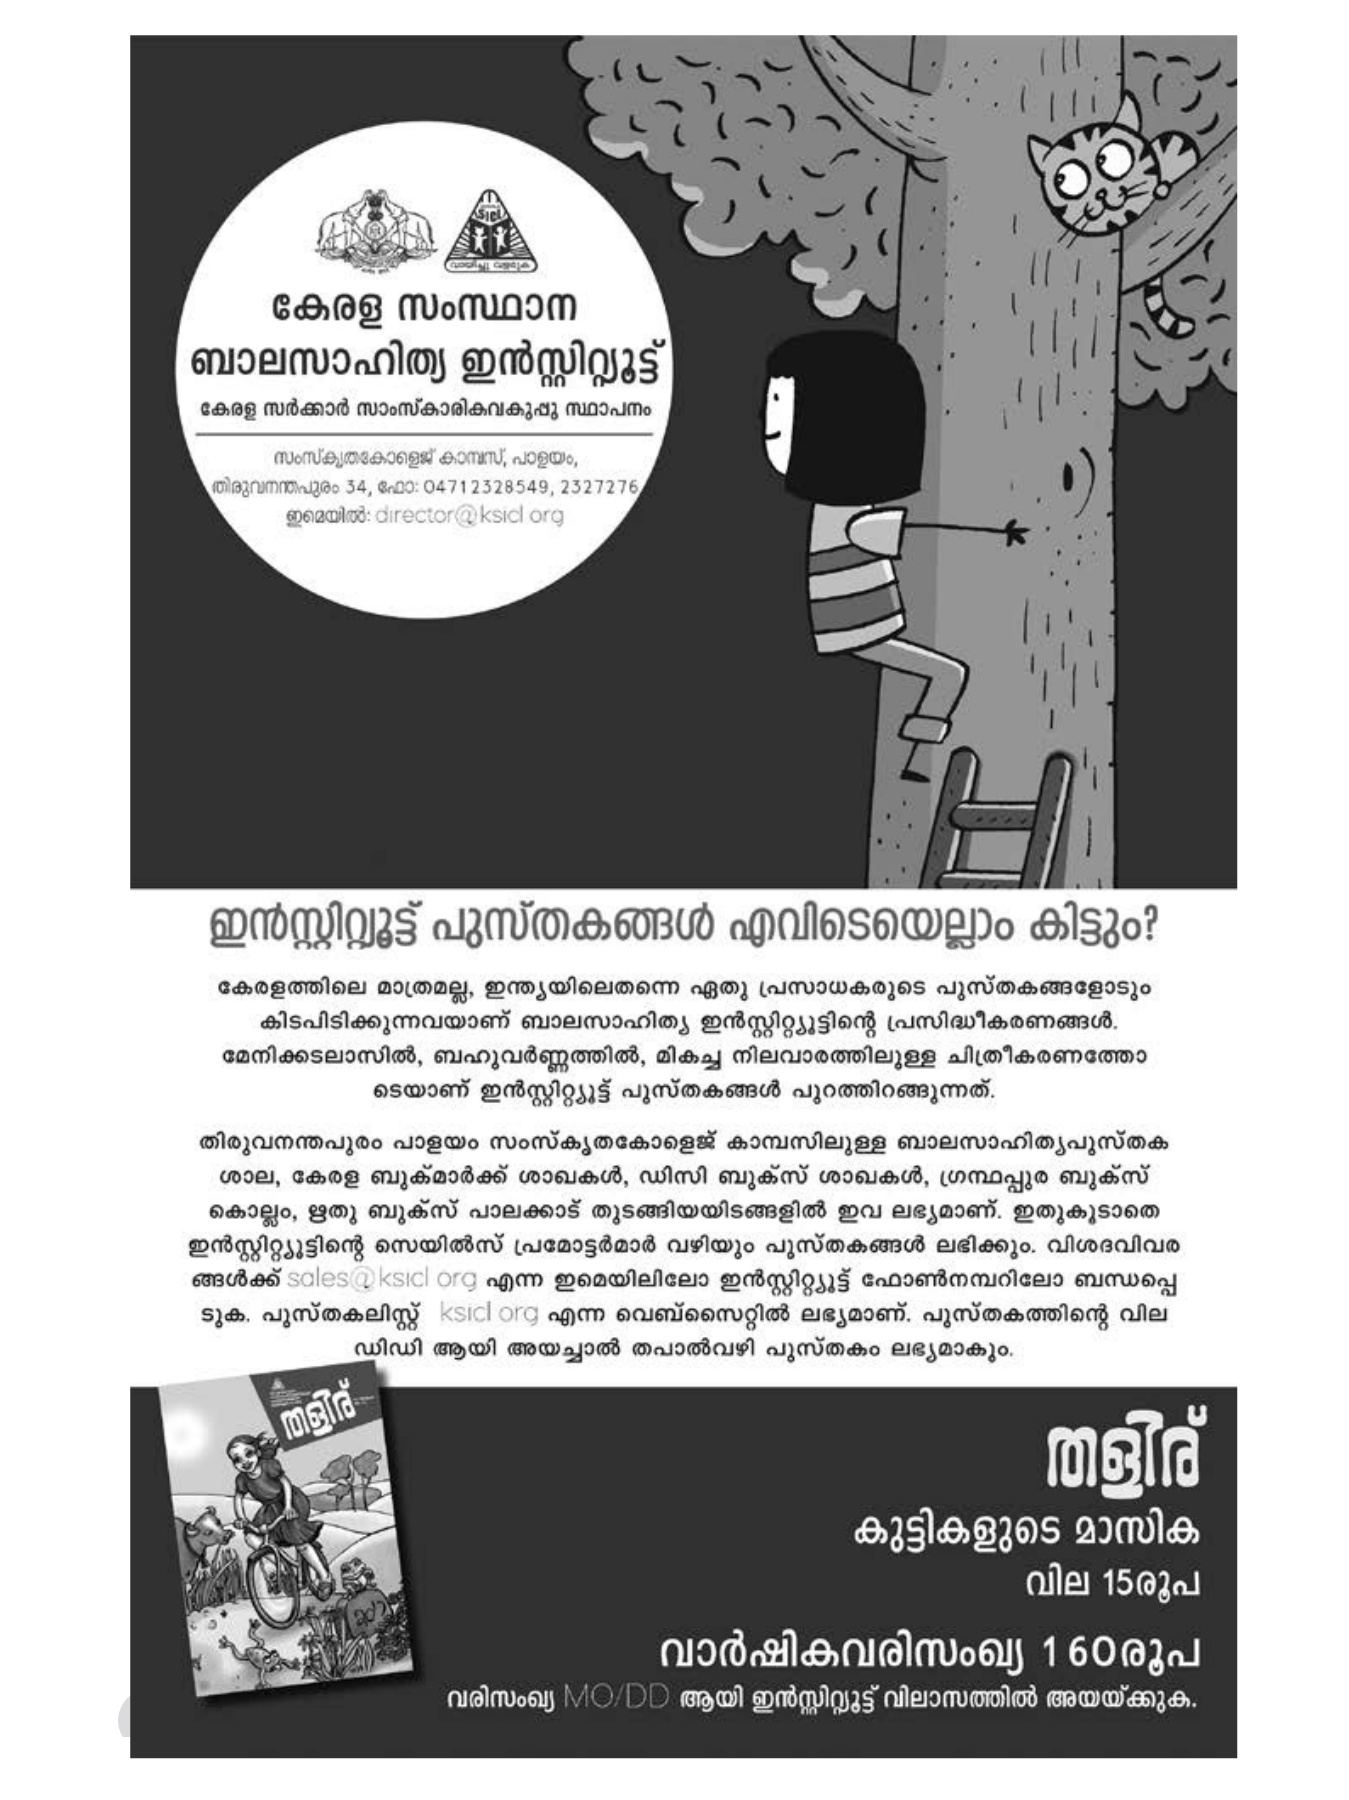 SICL
വായിച്ചു വളരുക
കേരള സംസ്ഥാന
ബാലസാഹിത്യ ഇൻസ്റ്റിറ്റ്യൂട്ട്
കേരള സർക്കാർ സാംസ്കാരികവകുപ്പു സ്ഥാപനം
സംസ്കൃതകോളെജ് കാമ്പസ്, പാളയം,
തിരുവനന്തപുരം 34, ഫോ: 04712328549, 2327276
ഇമെയിൽ: director@ksicl org
ഇൻസ്റ്റിറ്റ്യൂട്ട് പുസ്തകങ്ങൾ എവിടെയെല്ലാം കിട്ടും?
കേരളത്തിലെ മാത്രമല്ല, ഇന്ത്യയിലെതന്നെ ഏതു പ്രസാധകരുടെ പുസ്തകങ്ങളോടും
കിടപിടിക്കുന്നവയാണ് ബാലസാഹിത്യ ഇൻസ്റ്റിറ്റ്യൂട്ടിന്റെ പ്രസിദ്ധീകരണങ്ങൾ.
മേനിക്കടലാസിൽ, ബഹുവർണ്ണത്തിൽ, മികച്ച നിലവാരത്തിലുള്ള ചിത്രീകരണത്തോ
ടെയാണ് ഇൻസ്റ്റിറ്റ്യൂട്ട് പുസ്തകങ്ങൾ പുറത്തിറങ്ങുന്നത്.
തിരുവനന്തപുരം പാളയം സംസ്കൃതകോളെജ് കാമ്പസിലുള്ള ബാലസാഹിത്യപുസ്തക
ശാല, കേരള ബുക്മാർക്ക് ശാഖകൾ, ഡിസി ബുക്സ് ശാഖകൾ, ഗ്രന്ഥപ്പുര ബുക്സ്
കൊല്ലം, ഋതു ബുക്സ് പാലക്കാട് തുടങ്ങിയയിടങ്ങളിൽ ഇവ ലഭ്യമാണ്. ഇതുകൂടാതെ
ഇൻസ്റ്റിറ്റ്യൂട്ടിന്റെ സെയിൽസ് പ്രമോട്ടർമാർ വഴിയും പുസ്തകങ്ങൾ ലഭിക്കും. വിശദവിവര
ങ്ങൾക്ക് sales@ksicl org എന്ന ഇമെയിലിലോ ഇൻസ്റ്റിറ്റ്യൂട്ട് ഫോൺനമ്പറിലോ ബന്ധപ്പെ
ടുക. പുസ്തകലിസ്റ്റ് ksicl org എന്ന വെബ്സൈറ്റിൽ ലഭ്യമാണ്. പുസ്തകത്തിന്റെ വില
ഡിഡി ആയി അയച്ചാൽ തപാൽവഴി പുസ്തകം ലഭ്യമാകും.
തളിര്
തളിര്
കുട്ടികളുടെ മാസിക
വില 15രൂപ
വാർഷികവരിസംഖ്യ 160രൂപ
വരിസംഖ്യ MO/DD ആയി ഇൻസ്റ്റിറ്റ്യൂട്ട് വിലാസത്തിൽ അയയ്ക്കുക.